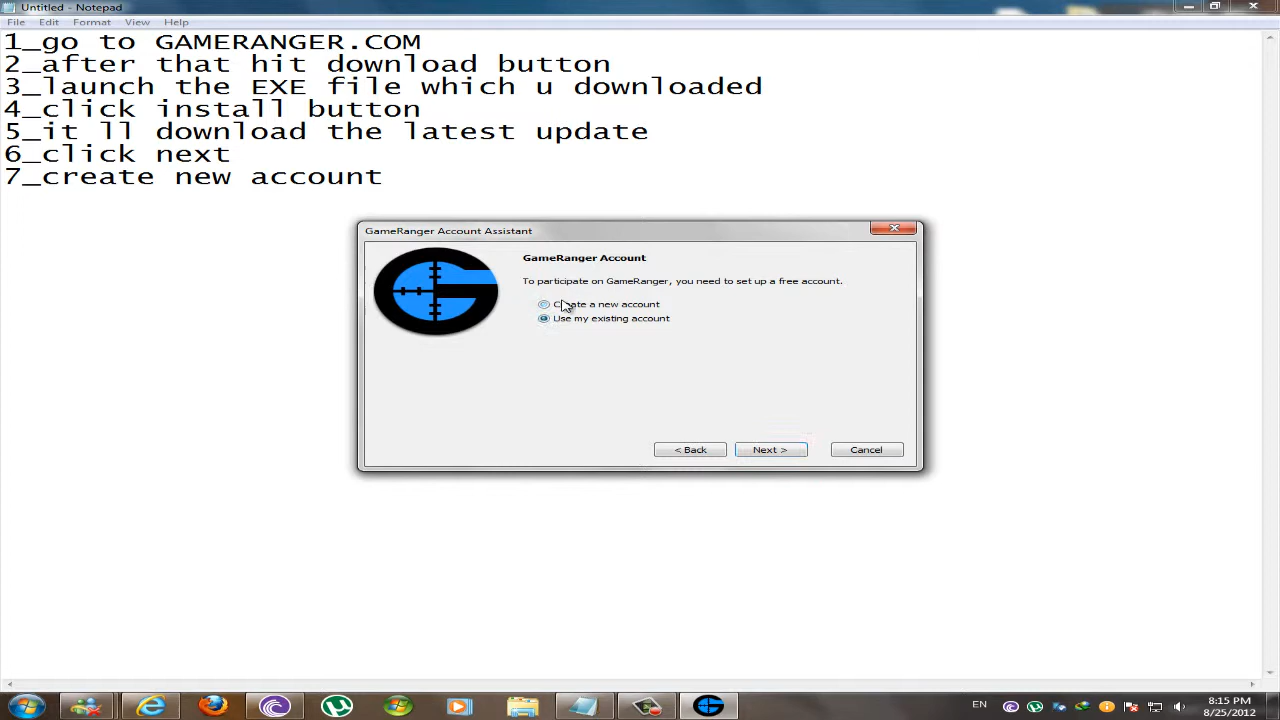 Untitled - Notepad
File Edit Format View Help
1_go to GAMERANGER.COM
2_after that hit download button
3_launch the EXE file which u downloaded
4_click install button
5_it ll download the latest update
6_click next
7_create new account
GameRanger Account Assistant
GameRanger Account
To participate on GameRanger, you need to set up a free account.
Create a new account
Use my existing account
< Back Next > Cancel
EN 8:15 PM
8/25/2012